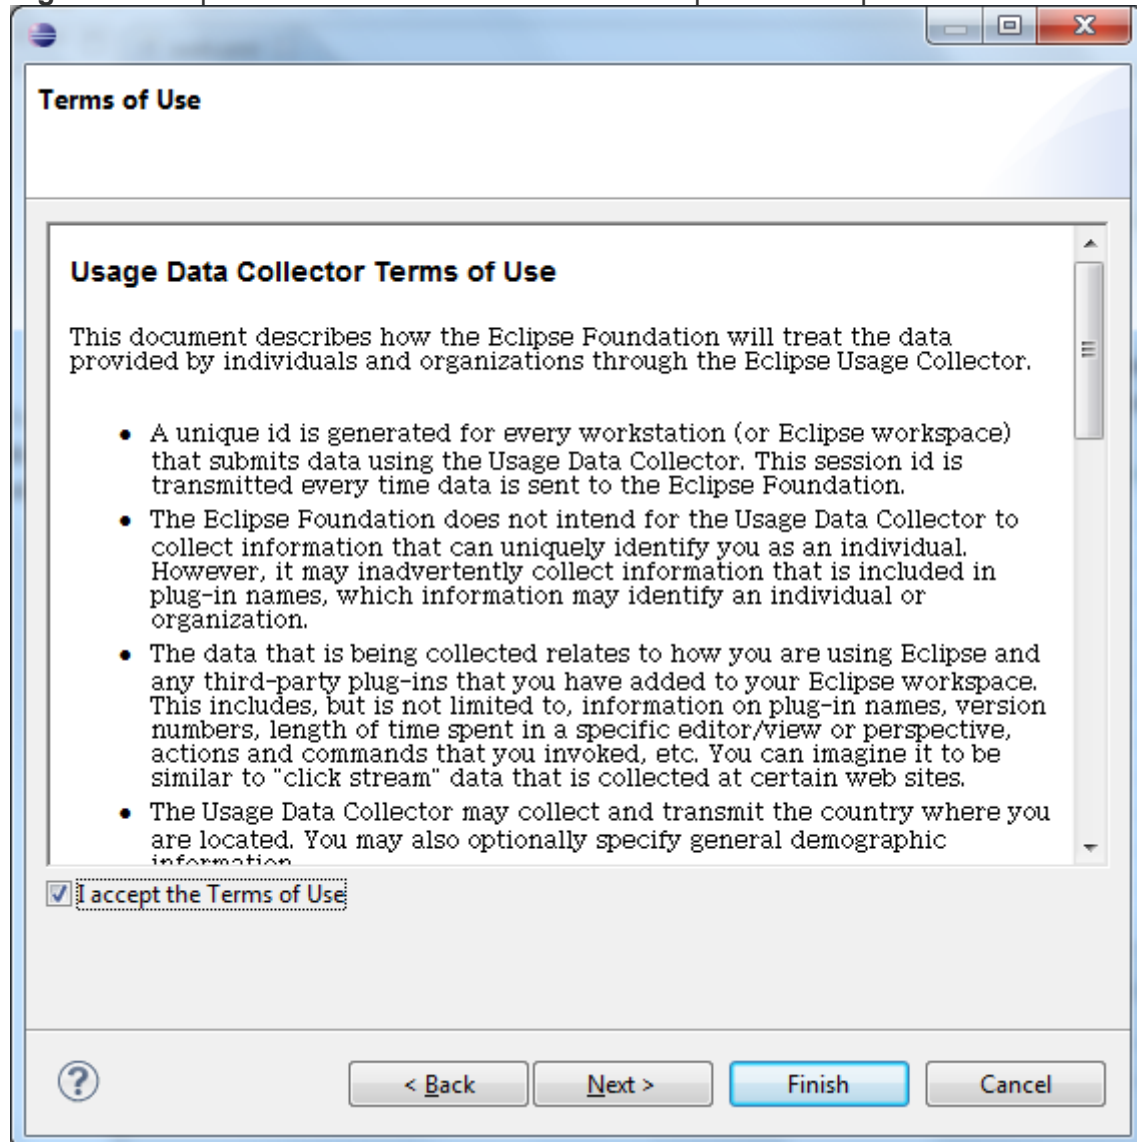 Terms of Use
Usage Data Collector Terms of Use
This document describes how the Eclipse Foundation will treat the data
provided by individuals and organizations through the Eclipse Usage Collector.
• A unique id is generated for every workstation (or Eclipse workspace)
that submits data using the Usage Data Collector. This session id is
transmitted every time data is sent to the Eclipse Foundation.
• The Eclipse Foundation does not intend for the Usage Data Collector to
collect information that can uniquely identify you as an individual.
However, it may inadvertently collect information that is included in
plug-in names, which information may identify an individual or
organization.
• The data that is being collected relates to how you are using Eclipse and
any third-party plug-ins that you have added to your Eclipse workspace.
This includes, but is not limited to, information on plug-in names, version
numbers, length of time spent in a specific editor/view or perspective,
actions and commands that you invoked, etc. You can imagine it to be
similar to "click stream" data that is collected at certain web sites.
• The Usage Data Collector may collect and transmit the country where you
are located. You may also optionally specify general demographic
information
I accept the Terms of Use
< Back
Next >
Finish
Cancel